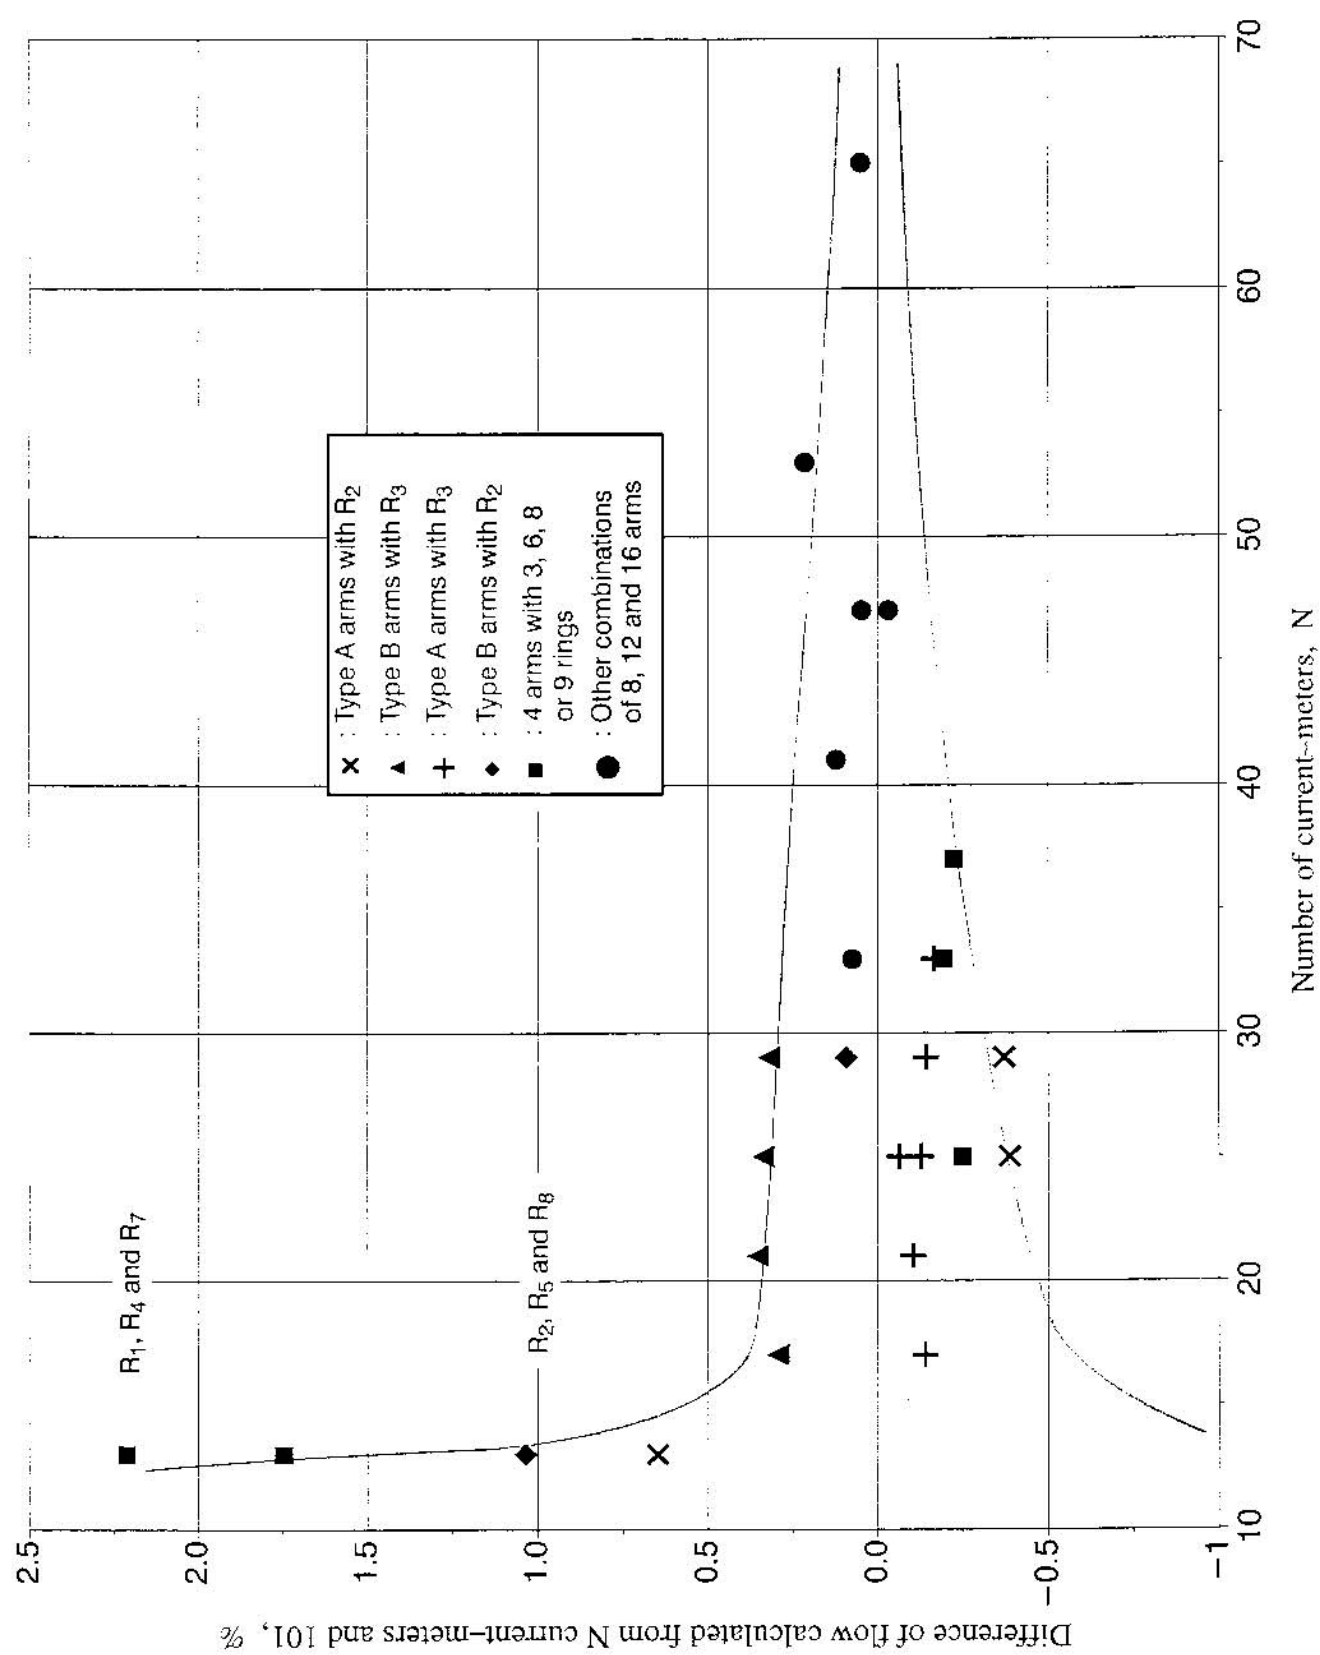 2.5
2.0
1.5
1.0
0.5
0.0
−0.5
−1
Difference of flow calculated from N current–meters and 101, %
R1, R4 and R7
R2, R5 and R8
: Type A arms with R2
: Type B arms with R3
: Type A arms with R3
: Type B arms with R2
: 4 arms with 3, 6, 8
or 9 rings
: Other combinations
of 8, 12 and 16 arms
10
20
30
40
50
60
70
Number of current–meters, N